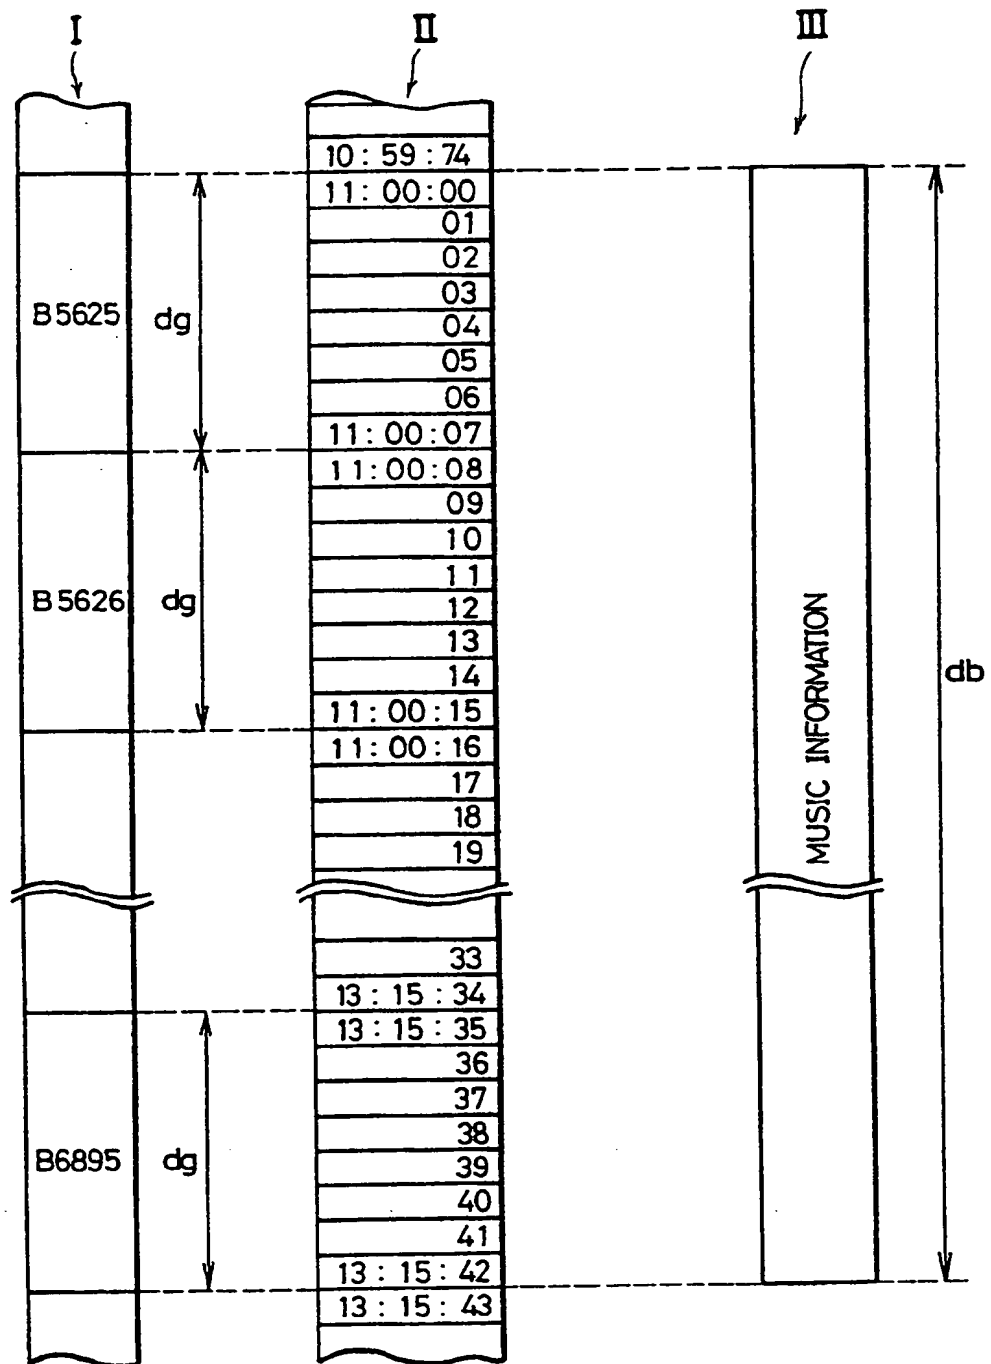 I
II
III
10 : 59 : 74
11 : 00 : 00
01
02
03
B5625
dg
04
05
06
11 : 00 : 07
11 : 00 : 08
09
10
11
B5626
dg
12
13
14
11 : 00 : 15
11 : 00 : 16
17
18
19
MUSIC INFORMATION
db
33
13 : 15 : 34
13 : 15 : 35
36
37
38
B6895
dg
39
40
41
13 : 15 : 42
13 : 15 : 43